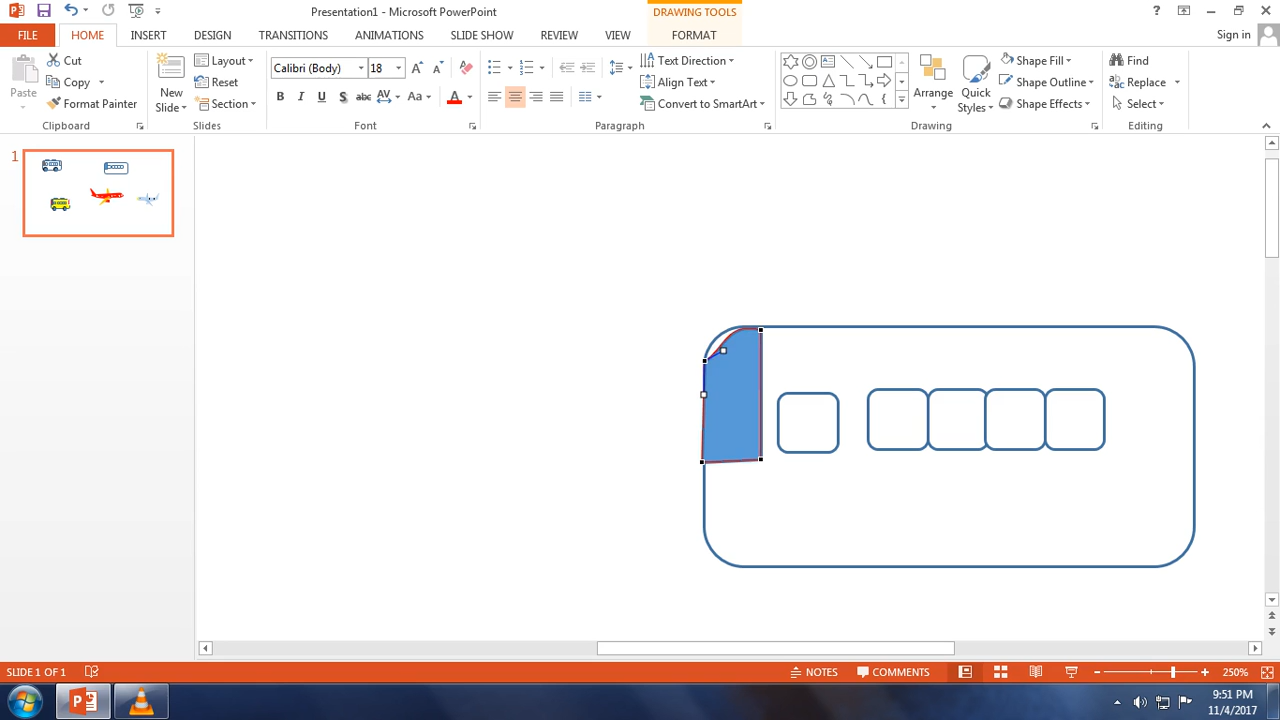 Presentation1 - Microsoft PowerPoint
DRAWING TOOLS
?
FILE
HOME
INSERT
DESIGN
TRANSITIONS
ANIMATIONS
SLIDE SHOW
REVIEW
VIEW
FORMAT
Sign in
Paste
Cut
Copy
Format Painter
Clipboard
New
Slide
Layout
Reset
Section
Slides
Calibri (Body)
18
B I U S abc AV Aa A
Font
Text Direction
Align Text
Convert to SmartArt
Paragraph
Arrange
Quick
Styles
Shape Fill
Shape Outline
Shape Effects
Drawing
Find
Replace
Select
Editing
1
SLIDE 1 OF 1
NOTES
COMMENTS
250%
9:51 PM
11/4/2017